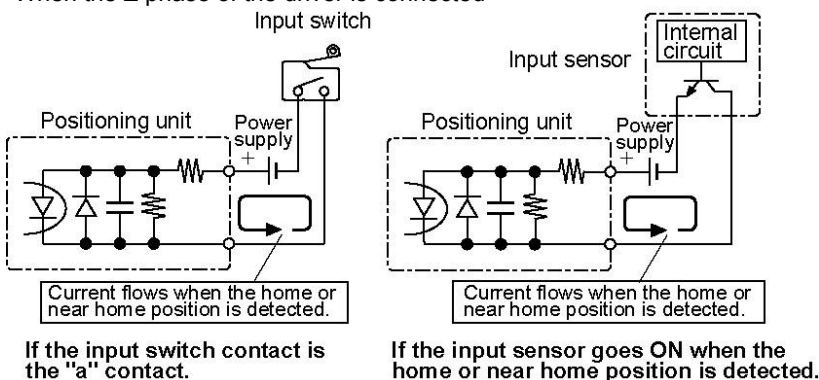 When the Z phase of the driver is connected
Input switch
Positioning unit
Power
supply
+
Current flows when the home or
near home position is detected.
If the input switch contact is
the "a" contact.
Internal
circuit
Input sensor
Positioning unit
Power
supply
+
Current flows when the home or
near home position is detected.
If the input sensor goes ON when the
home or near home position is detected.